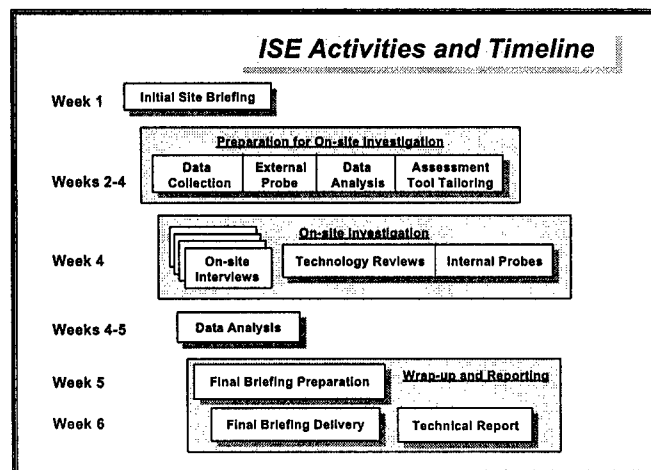 ISE Activities and Timeline
Week 1
Initial Site Briefing
Preparation for On-site Investigation
Weeks 2-4
Data
Collection
External
Probe
Data
Analysis
Assessment
Tool Tailoring
On-site Investigation
Week 4
On-site
Interviews
Technology Reviews
Internal Probes
Weeks 4-5
Data Analysis
Week 5
Final Briefing Preparation
Wrap-up and Reporting
Week 6
Final Briefing Delivery
Technical Report